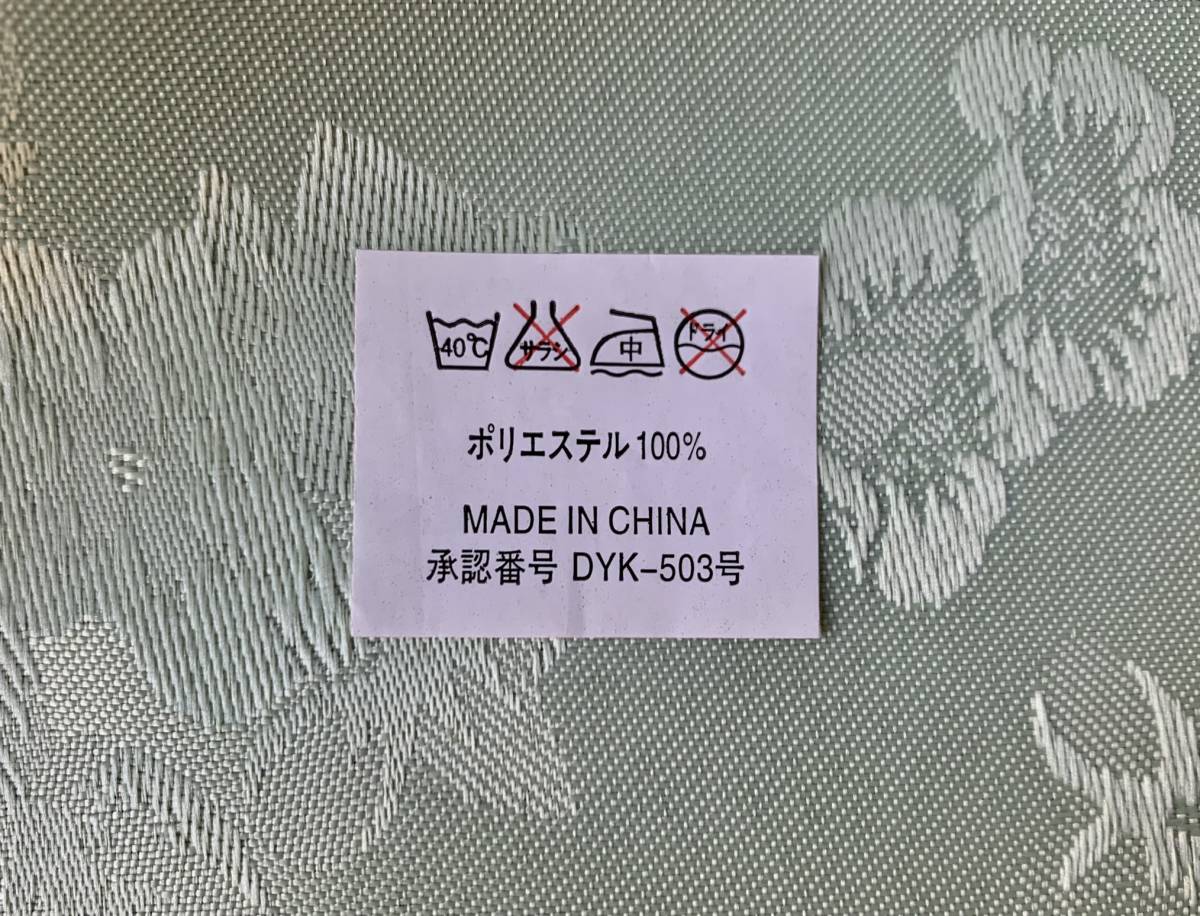 40℃ サラシ 中 ドライ
ポリエステル100%
MADE IN CHINA
承認番号 DYK-503号